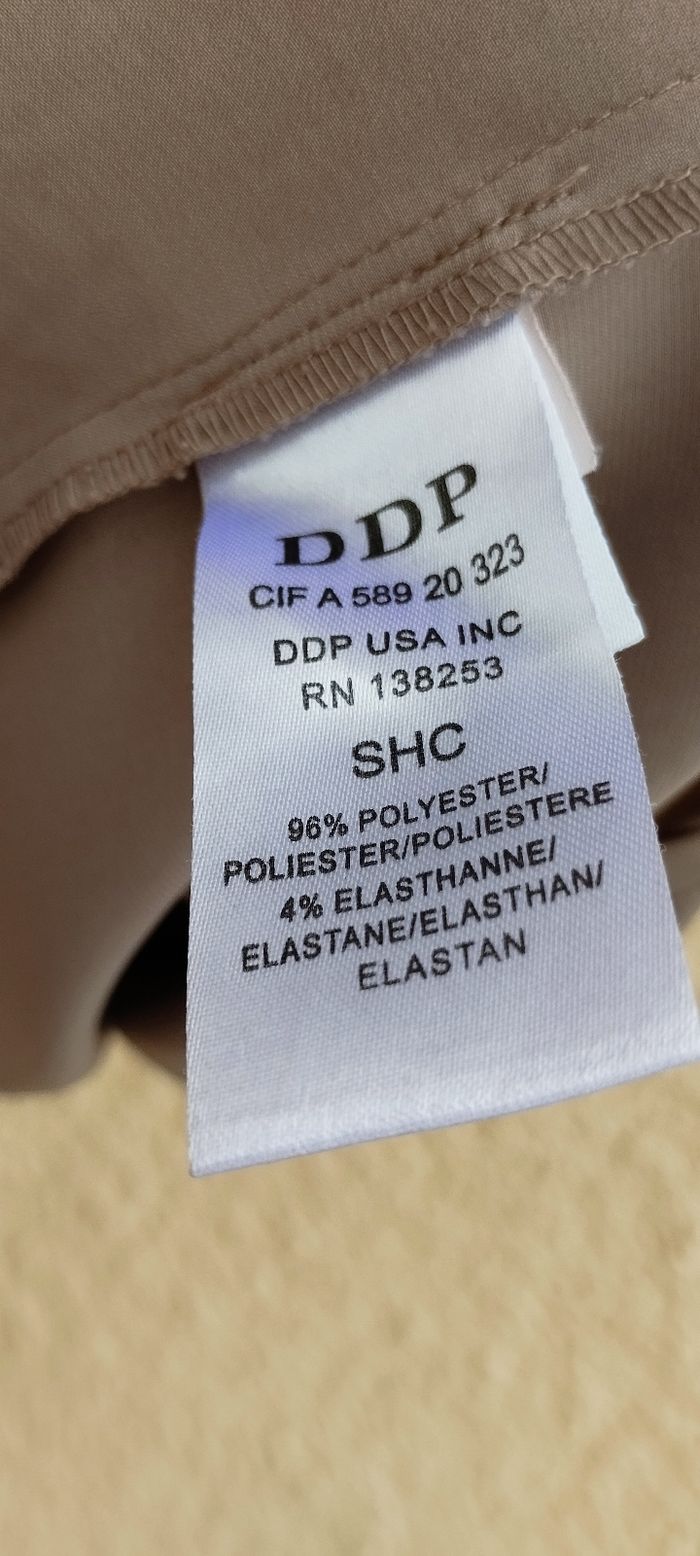 DDP
CIF A 589 20 323
DDP USA INC
RN 138253
SHC
96% POLYESTER/
POLIESTER/POLIESTERE
4% ELASTHANNE/
ELASTANE/ELASTHAN/
ELASTAN